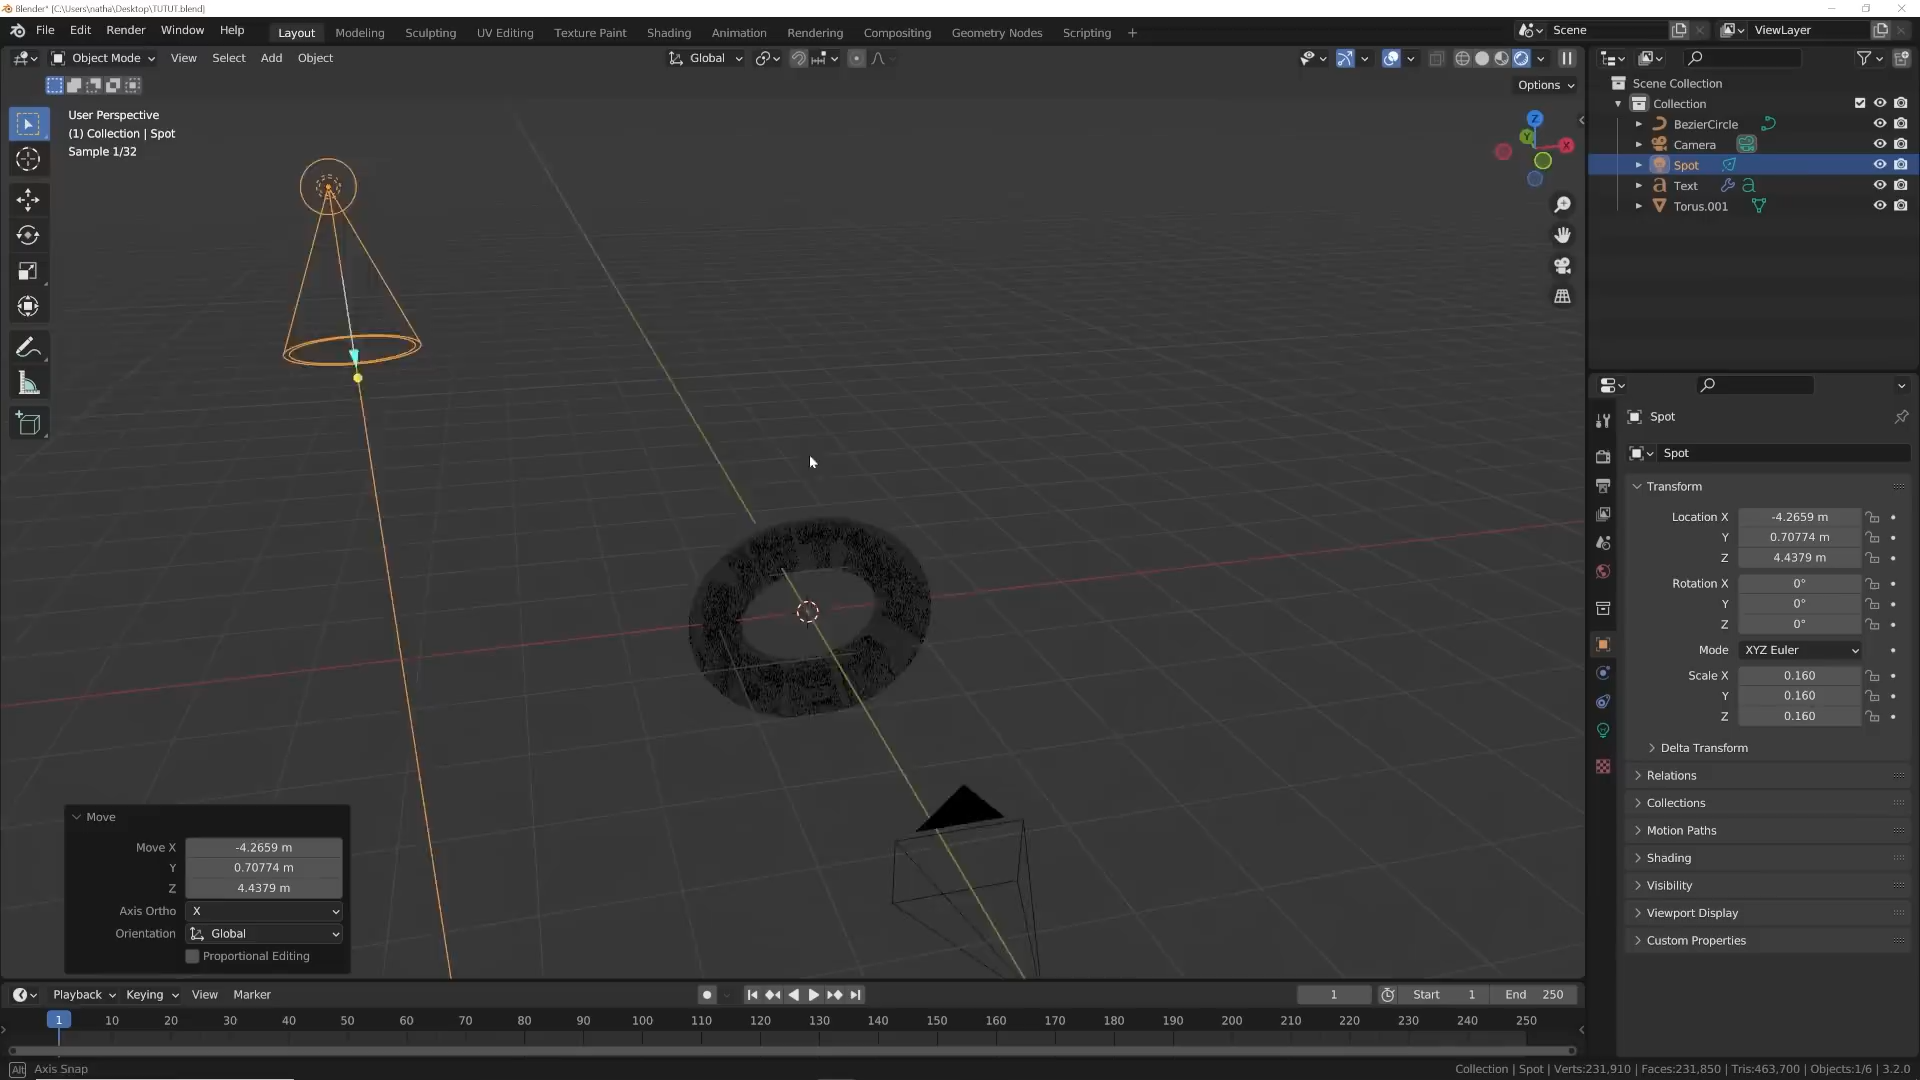 Blender* [C:\Users\natha\Desktop\TUTUT.blend]
File Edit Render Window Help
Layout Modeling Sculpting UV Editing Texture Paint Shading Animation Rendering Compositing Geometry Nodes Scripting +
Scene
ViewLayer
Object Mode View Select Add Object
Global
Options
User Perspective
(1) Collection | Spot
Sample 1/32
Z
Y
X
Scene Collection
Collection
BezierCircle
Camera
Spot
Text
Torus.001
Spot
Spot
Transform
Location X -4.2659 m
Y 0.70774 m
Z 4.4379 m
Rotation X 0°
Y 0°
Z 0°
Mode XYZ Euler
Scale X 0.160
Y 0.160
Z 0.160
Delta Transform
Relations
Collections
Motion Paths
Shading
Visibility
Viewport Display
Custom Properties
Move
Move X -4.2659 m
Y 0.70774 m
Z 4.4379 m
Axis Ortho X
Orientation Global
Proportional Editing
Playback Keying View Marker
1 Start 1 End 250
1 10 20 30 40 50 60 70 80 90 100 110 120 130 140 150 160 170 180 190 200 210 220 230 240 250
Alt Axis Snap
Collection | Spot | Verts:231,910 | Faces:231,850 | Tris:463,700 | Objects:1/6 | 3.2.0